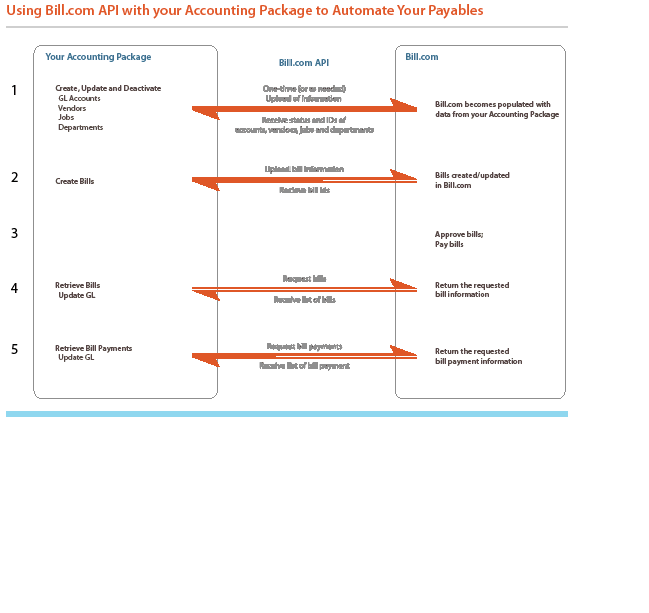 Using Bill.com API with your Accounting Package to Automate Your Payables
Your Accounting Package
Bill.com API
Bill.com
1
Create, Update and Deactivate
GL Accounts
Vendors
Jobs
Departments
One-time (or as needed)
Upload of information
Receive status and IDs of
accounts, vendors, jobs and departments
Bill.com becomes populated with
data from your Accounting Package
2
Create Bills
Upload bill information
Recieve bill ids
Bills created/updated
in Bill.com
3
Approve bills;
Pay bills
4
Retrieve Bills
Update GL
Request bills
Receive list of bills
Return the requested
bill information
5
Retrieve Bill Payments
Update GL
Request bill payments
Receive list of bill payment
Return the requested
bill payment information